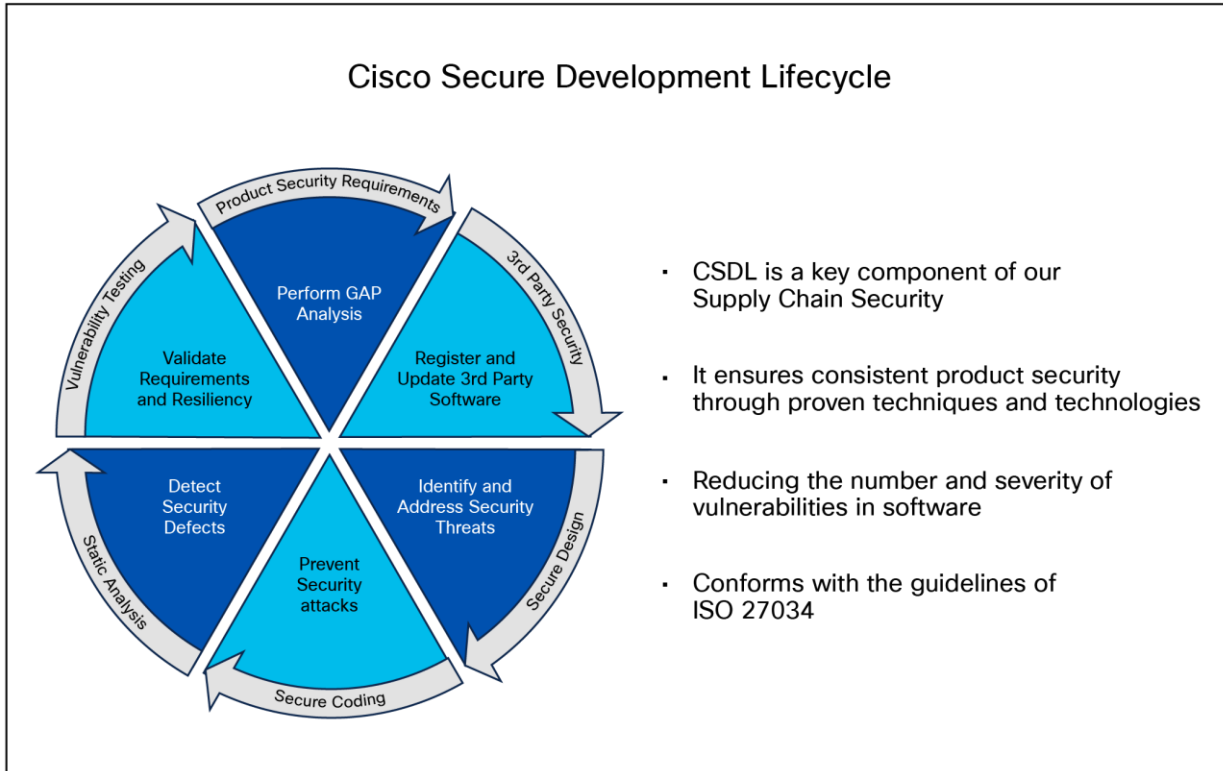 Cisco Secure Development Lifecycle
Product Security Requirements
Perform GAP
Analysis
3rd Party Security
Register and
Update 3rd Party
Software
Secure Design
Identify and
Address Security
Threats
Secure Coding
Prevent
Security
attacks
Static Analysis
Detect
Security
Defects
Vulnerability Testing
Validate
Requirements
and Resiliency
▪ CSDL is a key component of our
Supply Chain Security
▪ It ensures consistent product security
through proven techniques and technologies
▪ Reducing the number and severity of
vulnerabilities in software
▪ Conforms with the guidelines of
ISO 27034